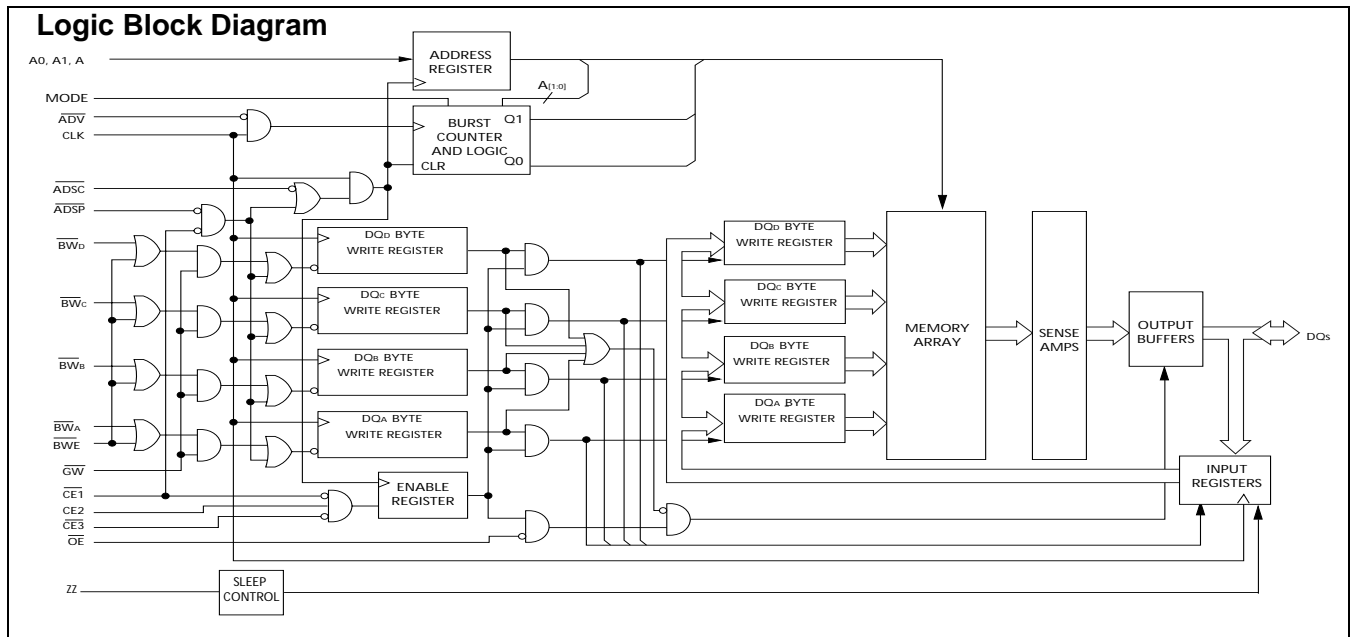 Logic Block Diagram
A0, A1, A
ADDRESS
REGISTER
MODE
A[1:0]
ADV
CLK
BURST
COUNTER
AND LOGIC
Q1
CLR
Q0
ADSC
ADSP
BWD
DQD BYTE
WRITE REGISTER
DQD BYTE
WRITE REGISTER
BWC
DQC BYTE
WRITE REGISTER
DQC BYTE
WRITE REGISTER
BWB
DQB BYTE
WRITE REGISTER
DQB BYTE
WRITE REGISTER
BWA
BWE
DQA BYTE
WRITE REGISTER
DQA BYTE
WRITE REGISTER
MEMORY
ARRAY
SENSE
AMPS
OUTPUT
BUFFERS
DQs
GW
CE1
CE2
CE3
OE
ENABLE
REGISTER
INPUT
REGISTERS
ZZ
SLEEP
CONTROL